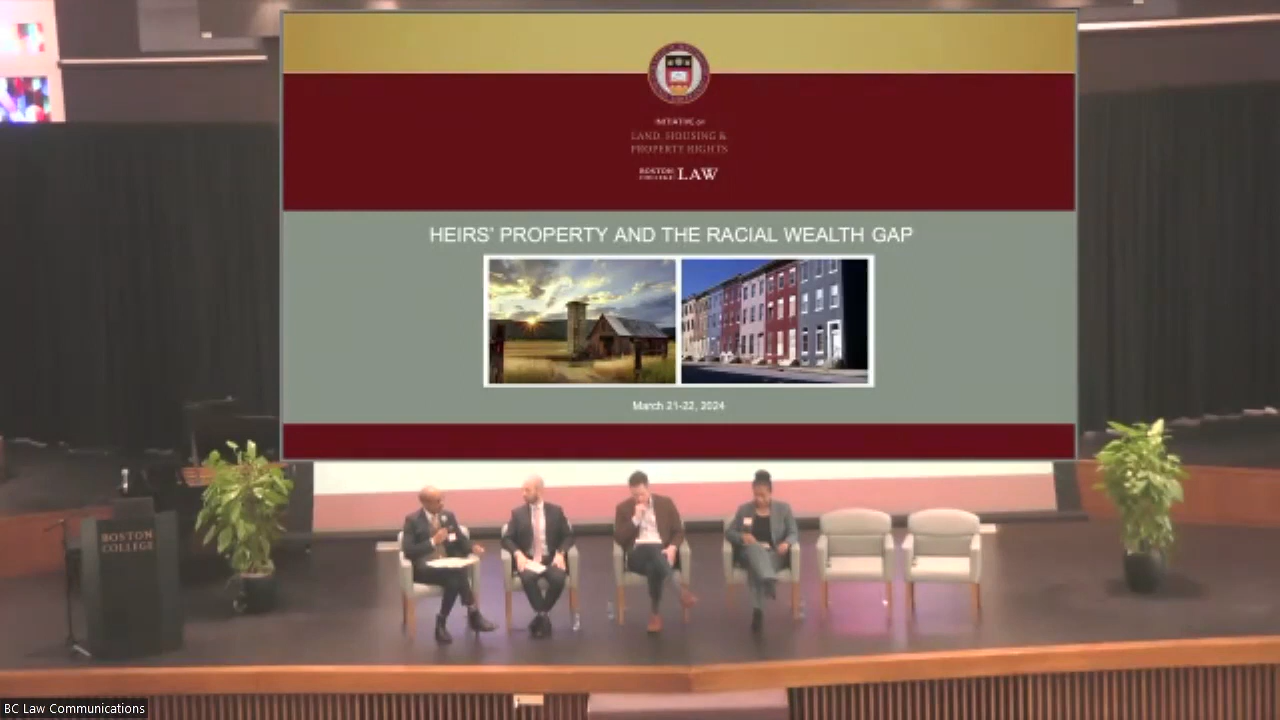 INITIATIVE on
LAND, HOUSING &
PROPERTY RIGHTS
BOSTON
COLLEGE LAW
HEIRS' PROPERTY AND THE RACIAL WEALTH GAP
March 21-22, 2024
BOSTON
COLLEGE
BC Law Communications